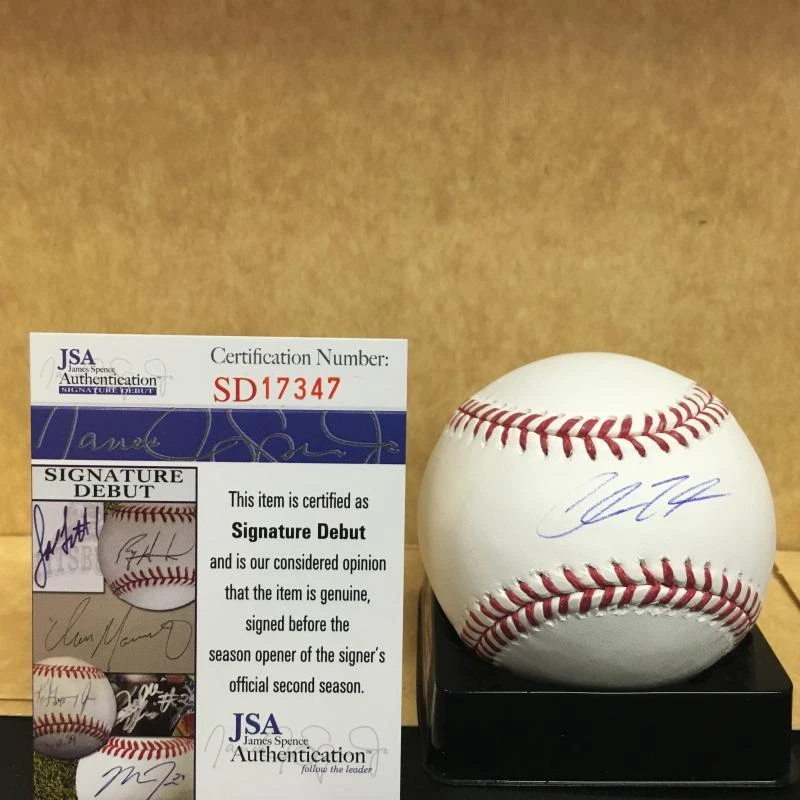 JSA
James Spence
Authentication
SIGNATURE DEBUT
Certification Number:
SD17347
SIGNATURE
DEBUT
This item is certified as
Signature Debut
and is our considered opinion
that the item is genuine,
signed before the
season opener of the signer's
official second season.
JSA
James Spence
Authentication™
follow the leader